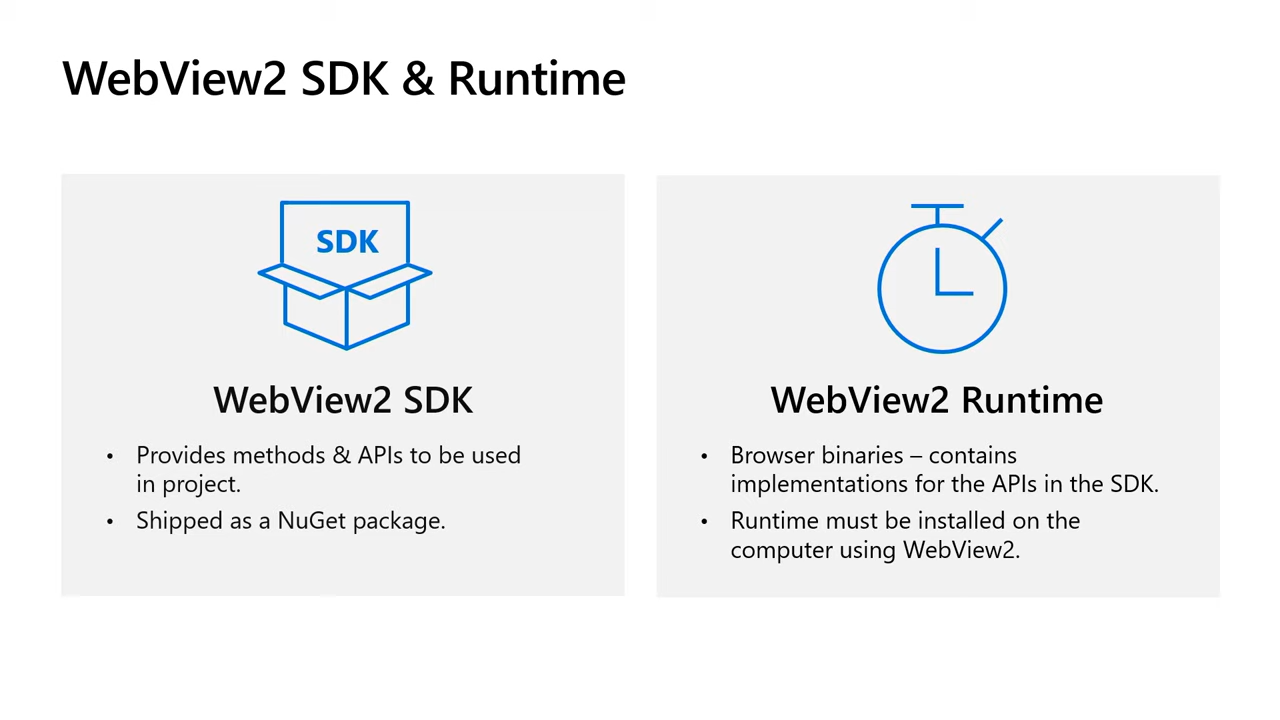 WebView2 SDK & Runtime
SDK
WebView2 SDK
• Provides methods & APIs to be used
in project.
• Shipped as a NuGet package.
WebView2 Runtime
• Browser binaries – contains
implementations for the APIs in the SDK.
• Runtime must be installed on the
computer using WebView2.